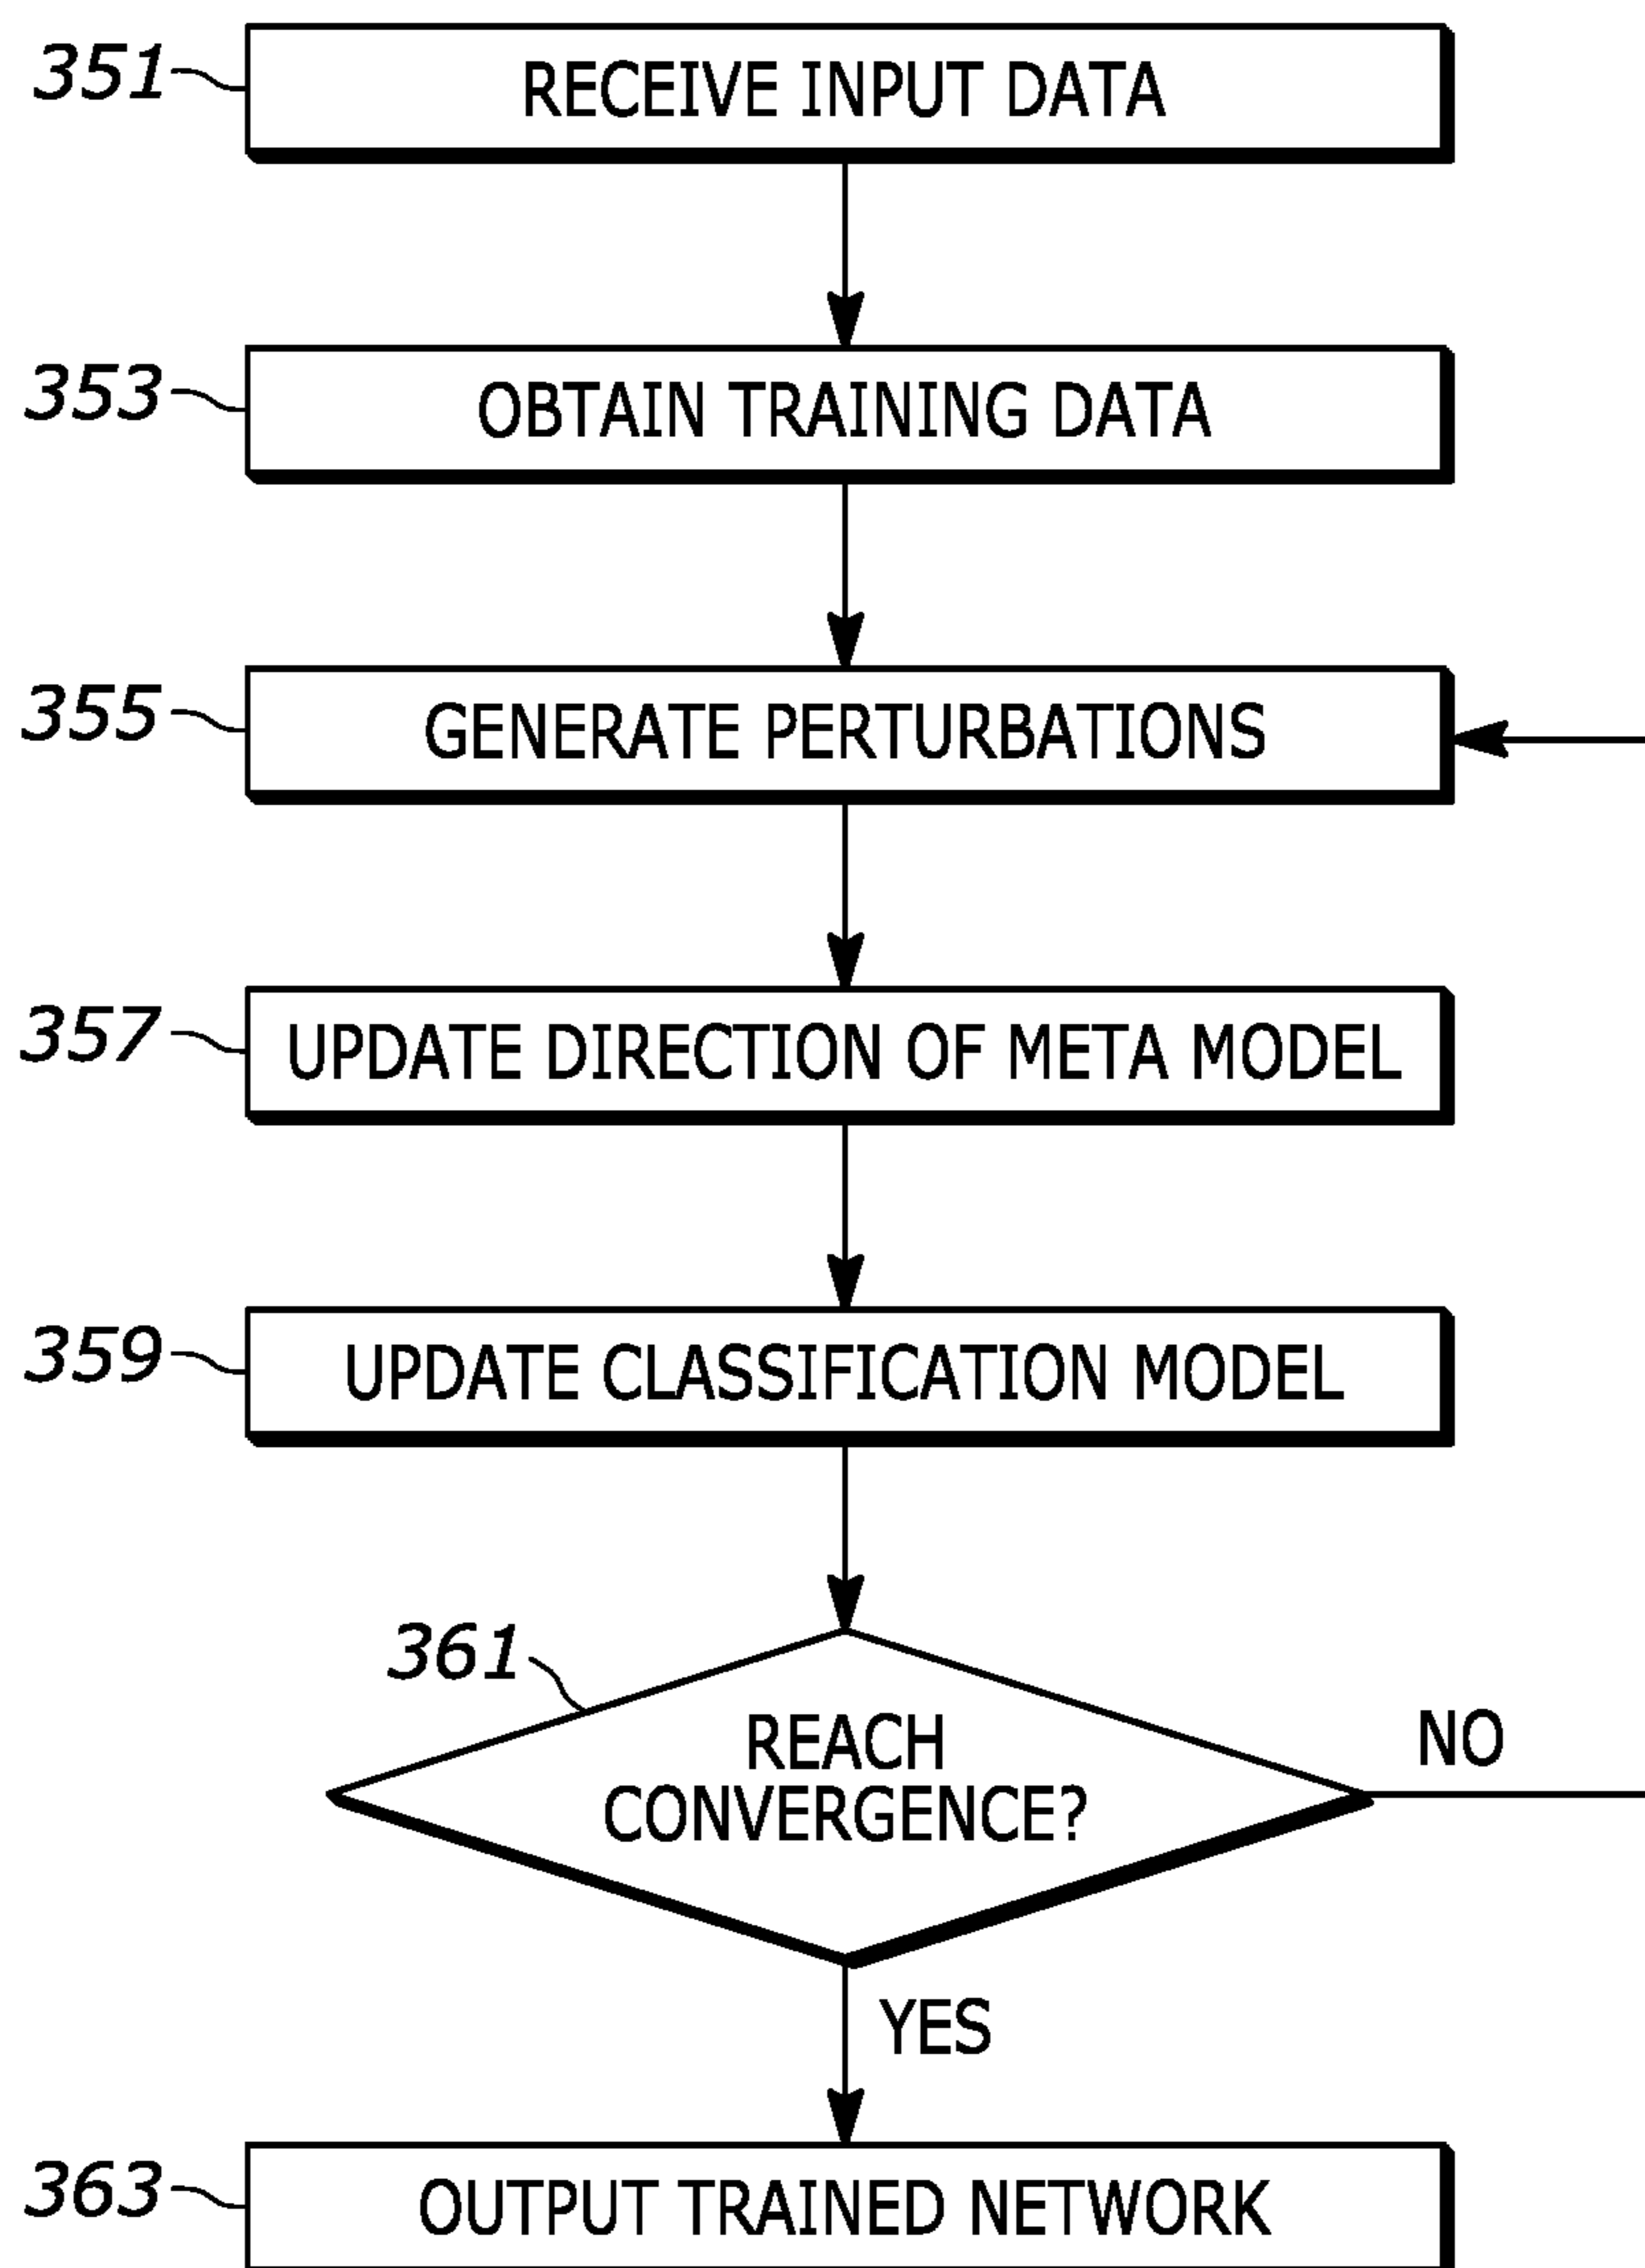 351
RECEIVE INPUT DATA
353
OBTAIN TRAINING DATA
355
GENERATE PERTURBATIONS
357
UPDATE DIRECTION OF META MODEL
359
UPDATE CLASSIFICATION MODEL
361
REACH
CONVERGENCE?
NO
YES
363
OUTPUT TRAINED NETWORK